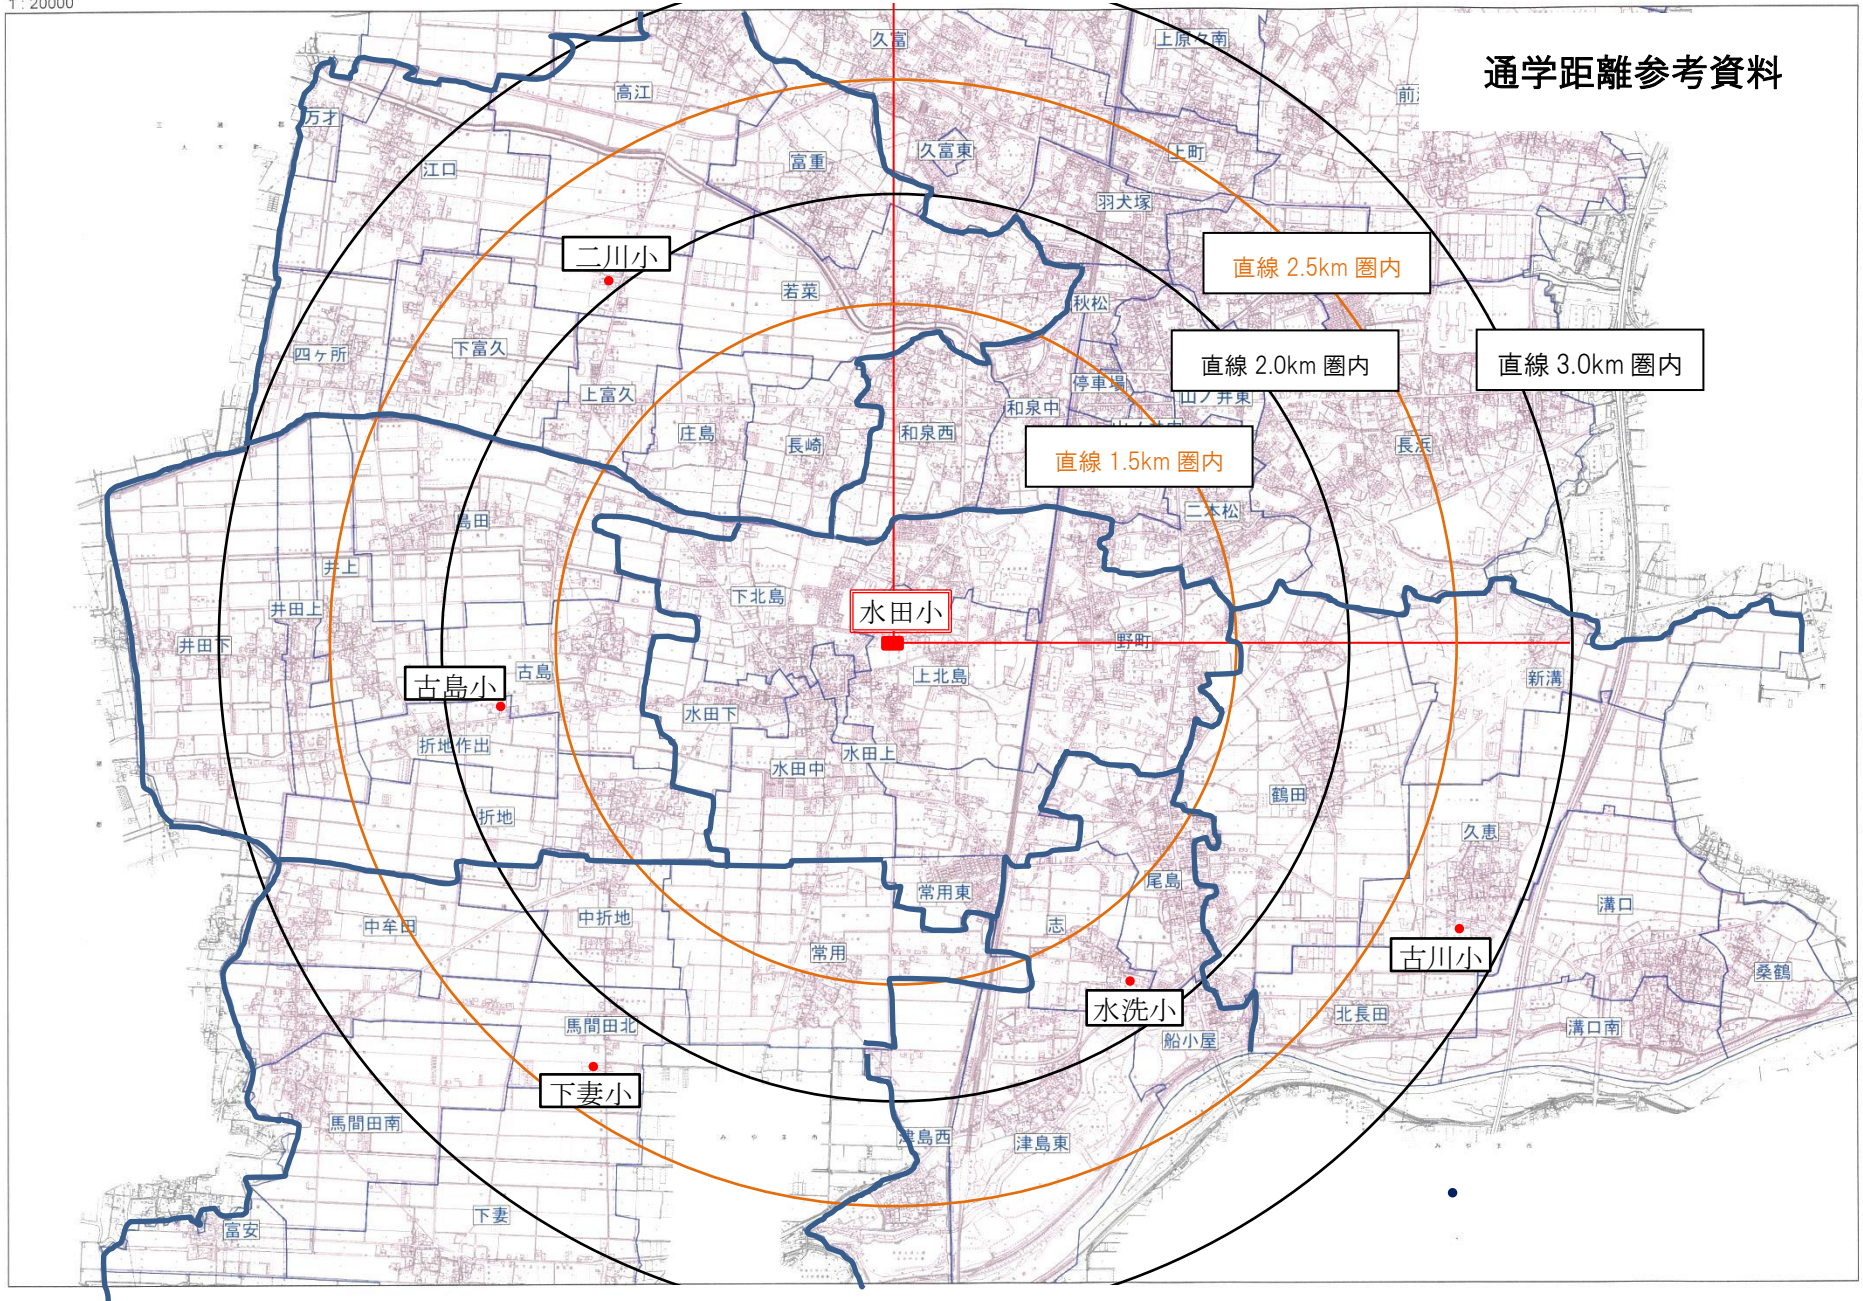 1 : 20000
通学距離参考資料
久富
上原々南
高江
前
万才
久富東
上町
富重
江口
羽犬塚
二川小
直線 2.5km 圏内
若菜
秋松
四ヶ所
下富久
直線 2.0km 圏内
直線 3.0km 圏内
上富久
停車場
山ノ井東
和泉中
庄島
長崎
和泉西
長浜
直線 1.5km 圏内
島田
二本松
井上
下北島
井田上
水田小
井田下
野町
古島
上北島
新溝
古島小
水田下
折地作出
水田上
水田中
鶴田
折地
久恵
尾島
常用東
溝口
中牟田
中折地
志
常用
古川小
桑鶴
水洗小
北長田
馬間田北
溝口南
船小屋
下妻小
馬間田南
みやま市
津島西
津島東
みやま市
下妻
富安